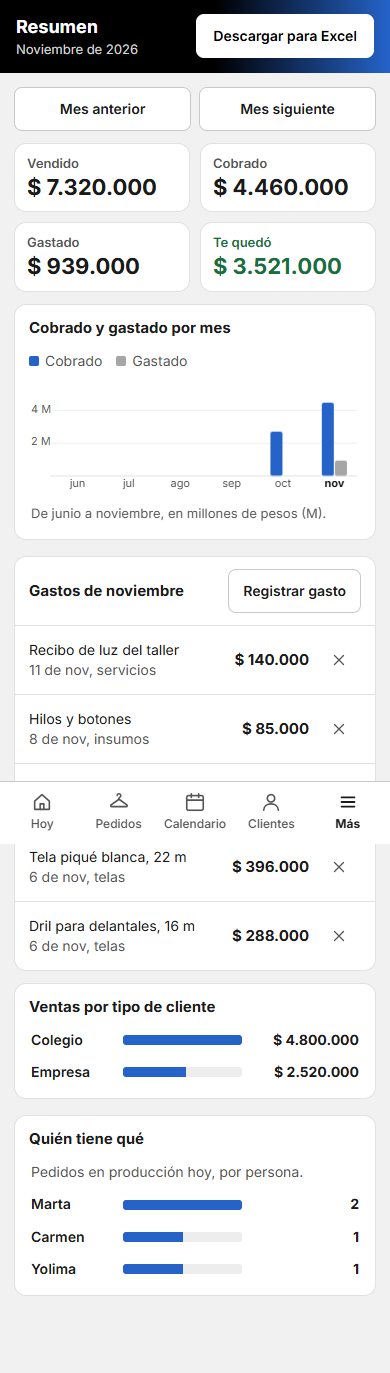 Resumen
Noviembre de 2026
Descargar para Excel
Mes anterior
Mes siguiente
Vendido
$ 7.320.000
Cobrado
$ 4.460.000
Gastado
$ 939.000
Te quedó
$ 3.521.000
Cobrado y gastado por mes
Cobrado
Gastado
4 M
2 M
jun jul ago sep oct nov
De junio a noviembre, en millones de pesos (M).
Gastos de noviembre
Registrar gasto
Recibo de luz del taller
11 de nov, servicios
$ 140.000
Hilos y botones
8 de nov, insumos
$ 85.000
Hoy
Pedidos
Calendario
Clientes
Más
Tela piqué blanca, 22 m
6 de nov, telas
$ 396.000
Dril para delantales, 16 m
6 de nov, telas
$ 288.000
Ventas por tipo de cliente
Colegio $ 4.800.000
Empresa $ 2.520.000
Quién tiene qué
Pedidos en producción hoy, por persona.
Marta 2
Carmen 1
Yolima 1